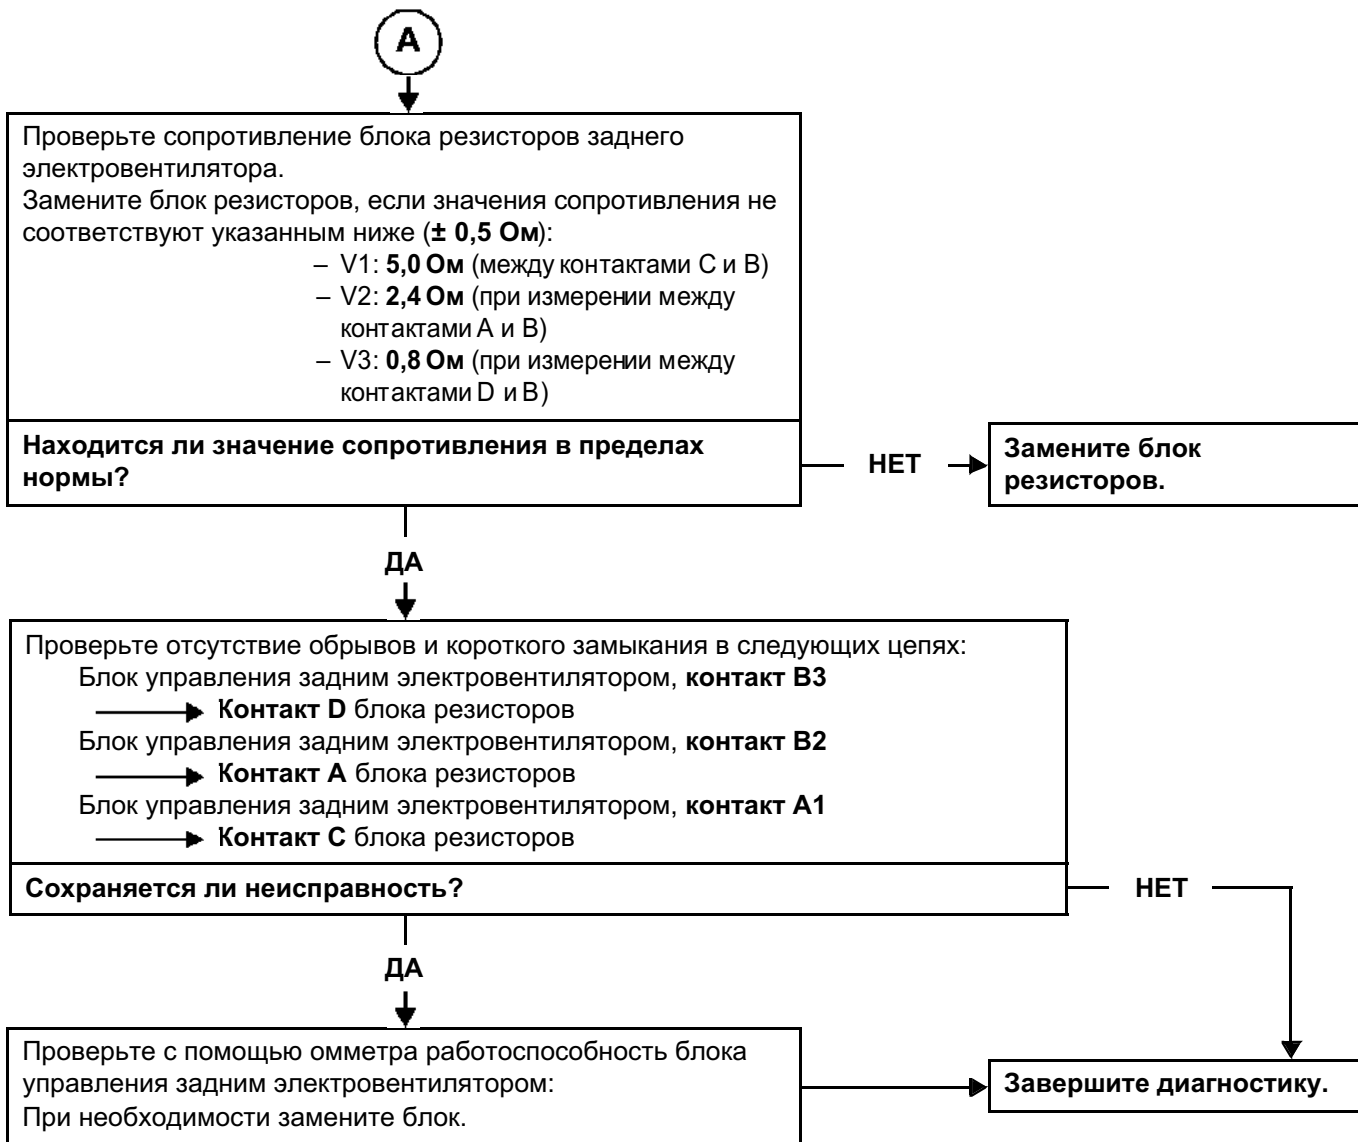 A
Проверьте сопротивление блока резисторов заднего
электровентилятора.
Замените блок резисторов, если значения сопротивления не
соответствуют указанным ниже (± 0,5 Ом):
– V1: 5,0 Ом (между контактами С и В)
– V2: 2,4 Ом (при измерении между
контактами А и В)
– V3: 0,8 Ом (при измерении между
контактами D и В)
Находится ли значение сопротивления в пределах
нормы?
НЕТ
Замените блок
резисторов.
ДА
Проверьте отсутствие обрывов и короткого замыкания в следующих цепях:
Блок управления задним электровентилятором, контакт В3
Контакт D блока резисторов
Блок управления задним электровентилятором, контакт В2
Контакт А блока резисторов
Блок управления задним электровентилятором, контакт А1
Контакт С блока резисторов
Сохраняется ли неисправность?
НЕТ
ДА
Проверьте с помощью омметра работоспособность блока
управления задним электровентилятором:
При необходимости замените блок.
Завершите диагностику.